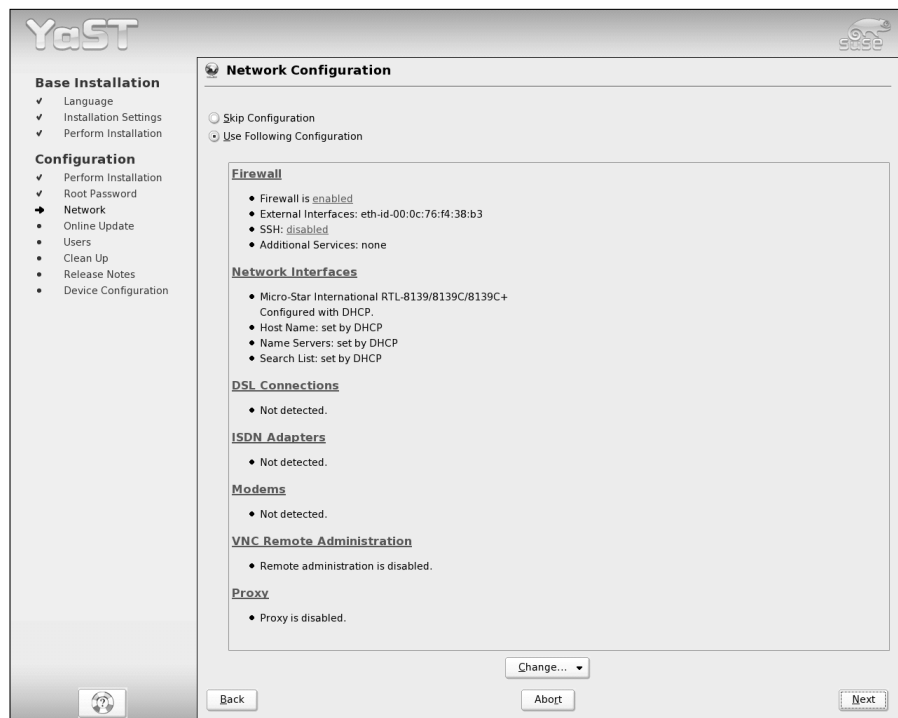 YaST
SUSE
Base Installation
Language
Installation Settings
Perform Installation
Configuration
Perform Installation
Root Password
Network
Online Update
Users
Clean Up
Release Notes
Device Configuration
Network Configuration
Skip Configuration
Use Following Configuration
Firewall
Firewall is enabled
External Interfaces: eth-id-00:0c:76:f4:38:b3
SSH: disabled
Additional Services: none
Network Interfaces
Micro-Star International RTL-8139/8139C/8139C+
Configured with DHCP.
Host Name: set by DHCP
Name Servers: set by DHCP
Search List: set by DHCP
DSL Connections
Not detected.
ISDN Adapters
Not detected.
Modems
Not detected.
VNC Remote Administration
Remote administration is disabled.
Proxy
Proxy is disabled.
Change...
Back
Abort
Next